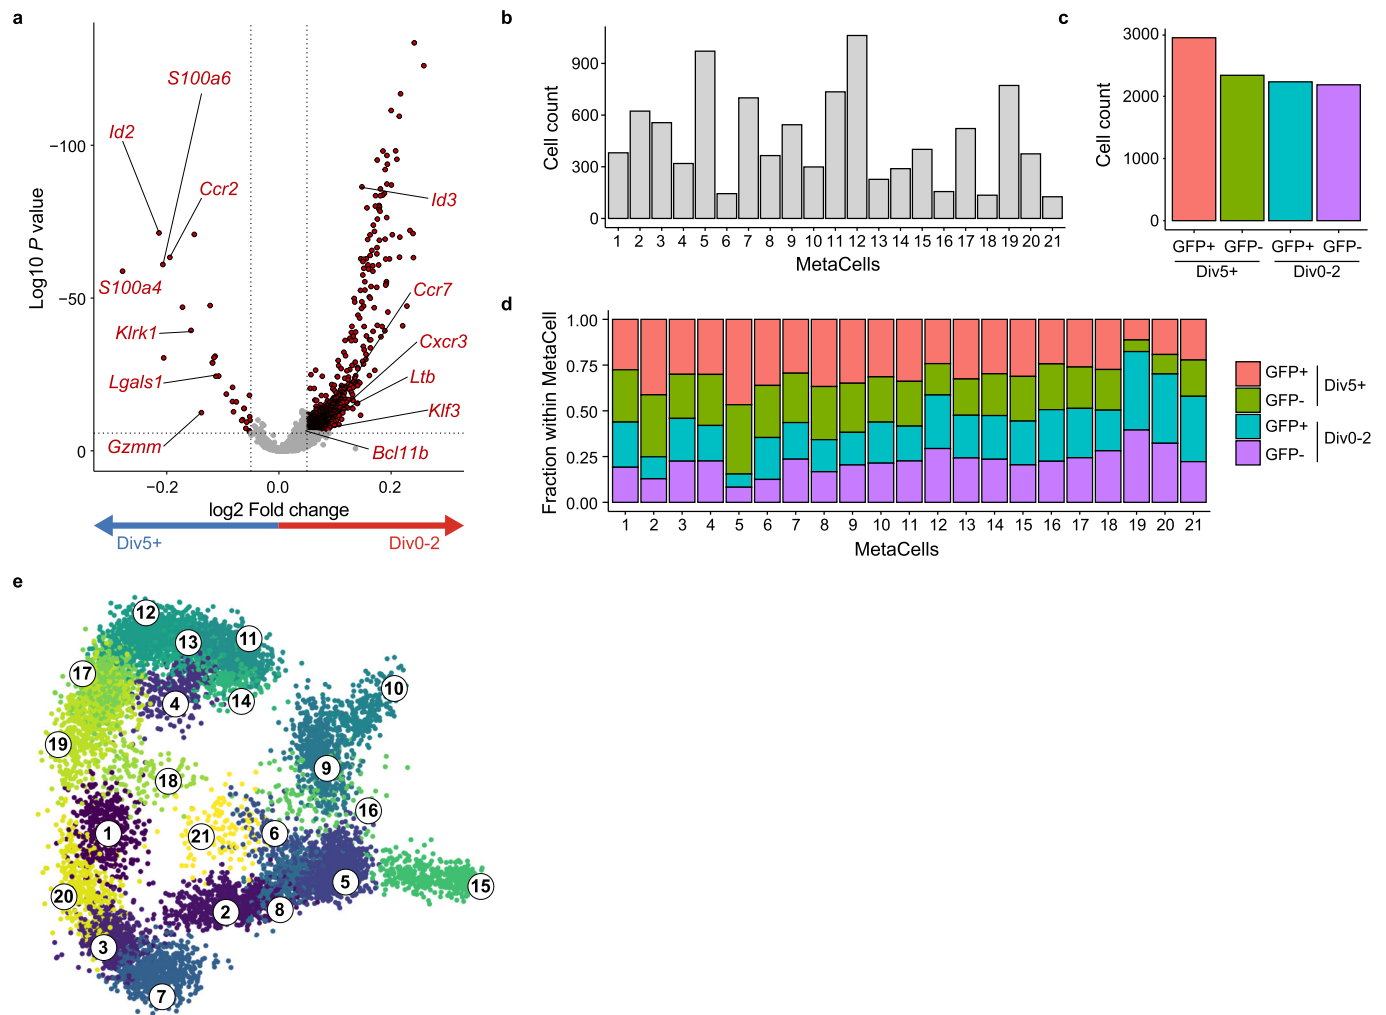 a
Log10 P value
−100
−50
0
S100a6
Id2
Ccr2
Id3
S100a4
Ccr7
Klrk1
Cxcr3
Lgals1
Ltb
Klf3
Gzmm
Bcl11b
−0.2 0.0 0.2
log2 Fold change
Div5+ Div0-2
b
Cell count
900
600
300
0
1 2 3 4 5 6 7 8 9 10 11 12 13 14 15 16 17 18 19 20 21
MetaCells
c
Cell count
3000
2000
1000
0
GFP+ GFP- GFP+ GFP-
Div5+ Div0-2
d
Fraction within MetaCell
1.00
0.75
0.50
0.25
0.00
1 2 3 4 5 6 7 8 9 10 11 12 13 14 15 16 17 18 19 20 21
MetaCells
GFP+
GFP-
Div5+
GFP+
GFP-
Div0-2
e
12
13
11
17
4
14
10
19
9
18
16
1
21
6
20
5
15
2
8
3
7